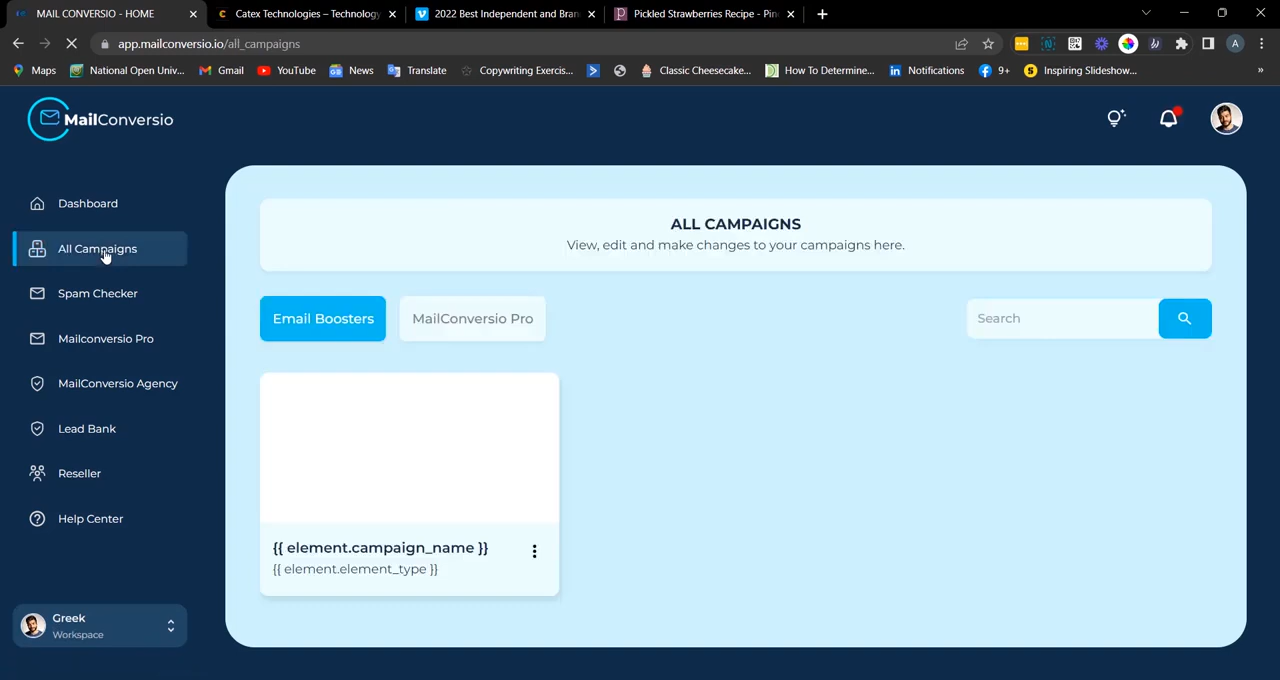 MAIL CONVERSIO - HOME
Catex Technologies – Technology
2022 Best Independent and Bran
Pickled Strawberries Recipe - Pin
app.mailconversio.io/all_campaigns
A
Maps
National Open Univ...
Gmail
YouTube
News
Translate
Copywriting Exercis...
Classic Cheesecake...
How To Determine...
Notifications
9+
Inspiring Slideshow...
»
MailConversio
Dashboard
All Campaigns
Spam Checker
Mailconversio Pro
MailConversio Agency
Lead Bank
Reseller
Help Center
Greek
Workspace
ALL CAMPAIGNS
View, edit and make changes to your campaigns here.
Email Boosters
MailConversio Pro
Search
{{ element.campaign_name }}
{{ element.element_type }}